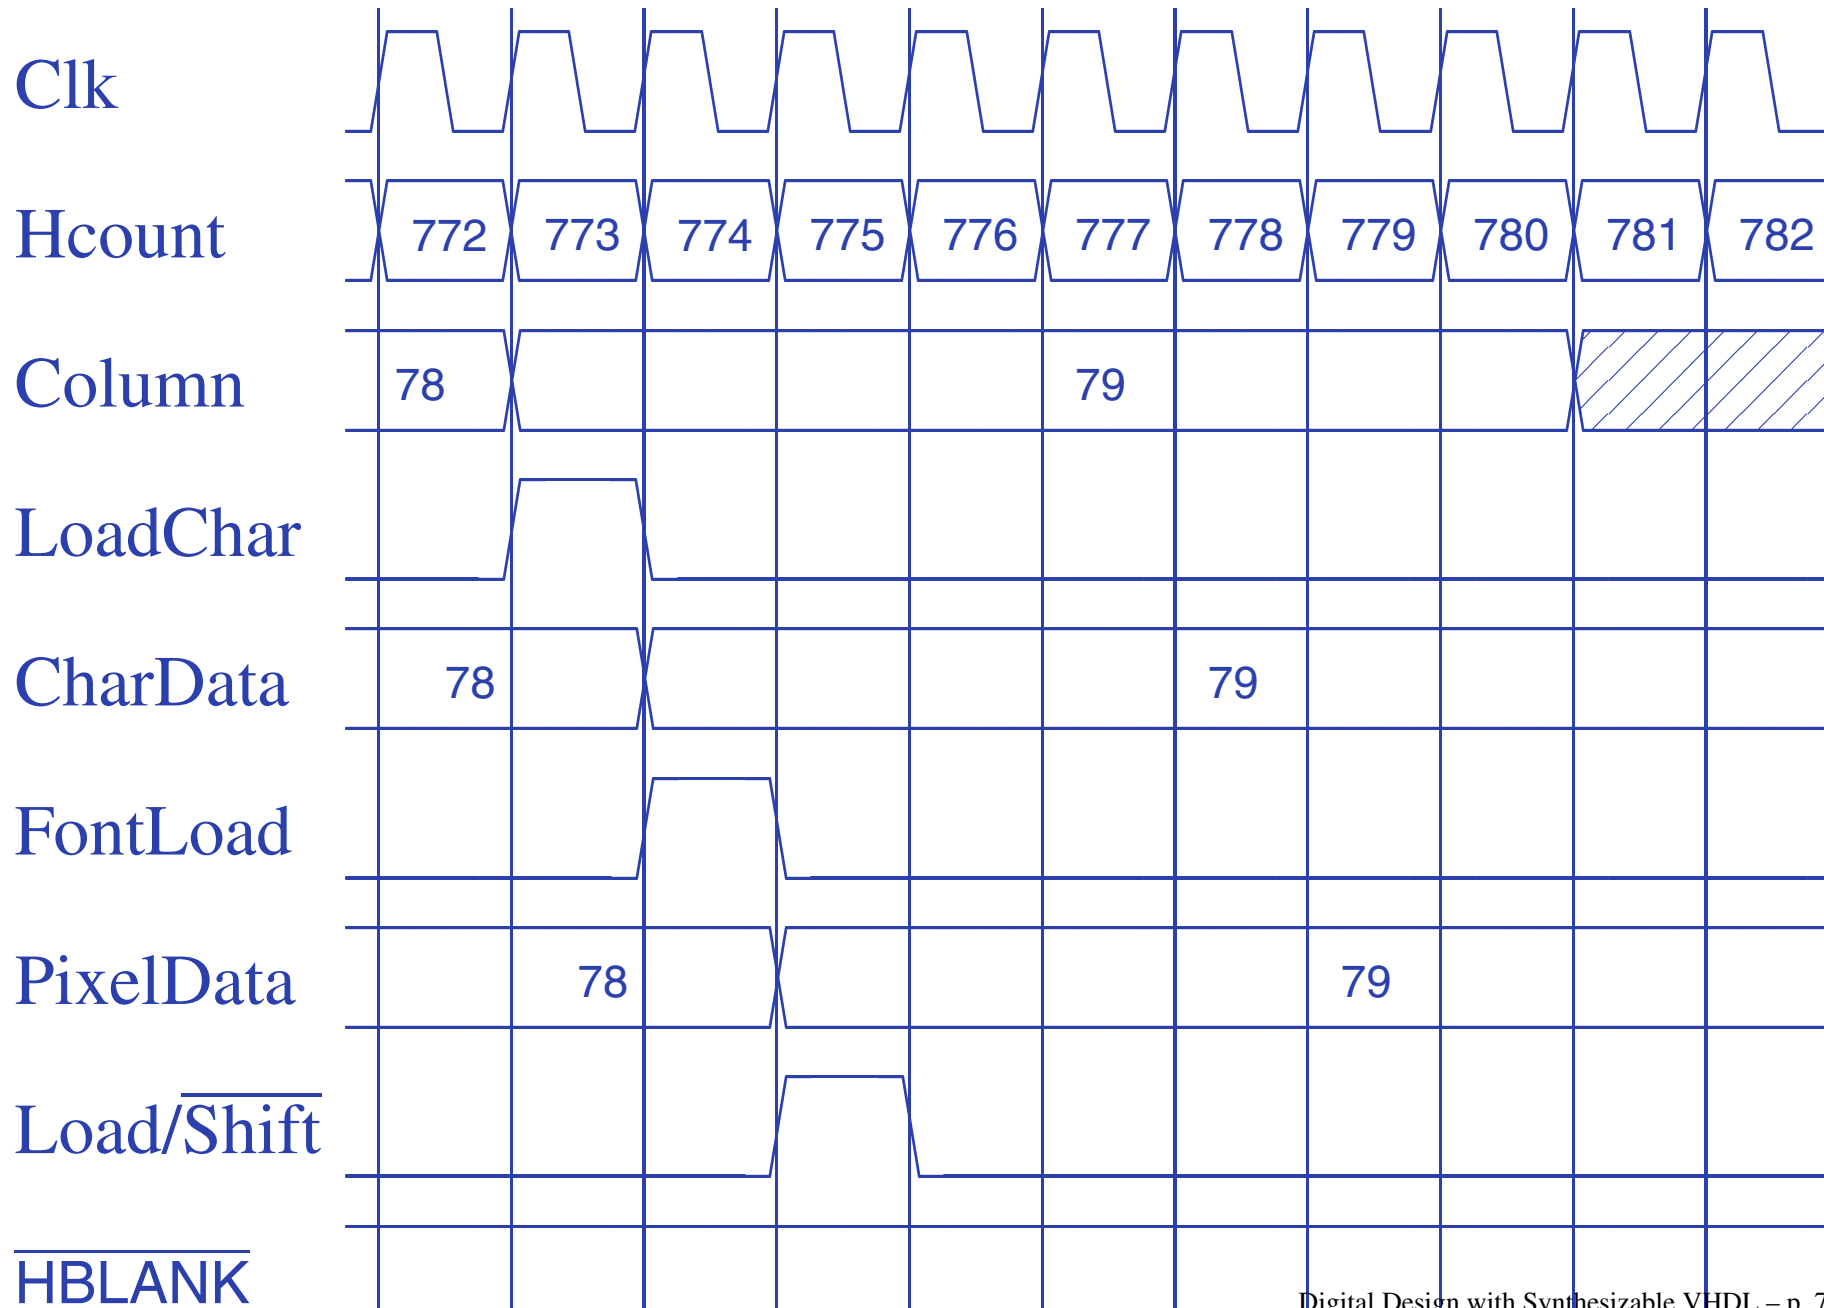 Clk
Hcount 772 773 774 775 776 777 778 779 780 781 782
Column 78 79
LoadChar
CharData 78 79
FontLoad
PixelData 78 79
Load/Shift
HBLANK
Digital Design with Synthesizable VHDL – p. 7